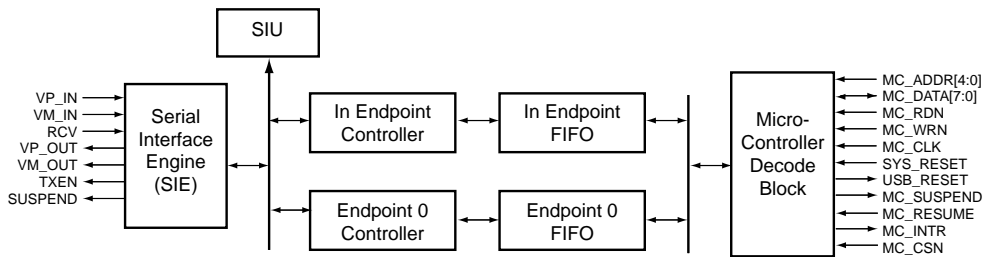 SIU
VP_IN
VM_IN
RCV
VP_OUT
VM_OUT
TXEN
SUSPEND
Serial
Interface
Engine
(SIE)
In Endpoint
Controller
In Endpoint
FIFO
Endpoint 0
Controller
Endpoint 0
FIFO
Micro-
Controller
Decode
Block
MC_ADDR[4:0]
MC_DATA[7:0]
MC_RDN
MC_WRN
MC_CLK
SYS_RESET
USB_RESET
MC_SUSPEND
MC_RESUME
MC_INTR
MC_CSN